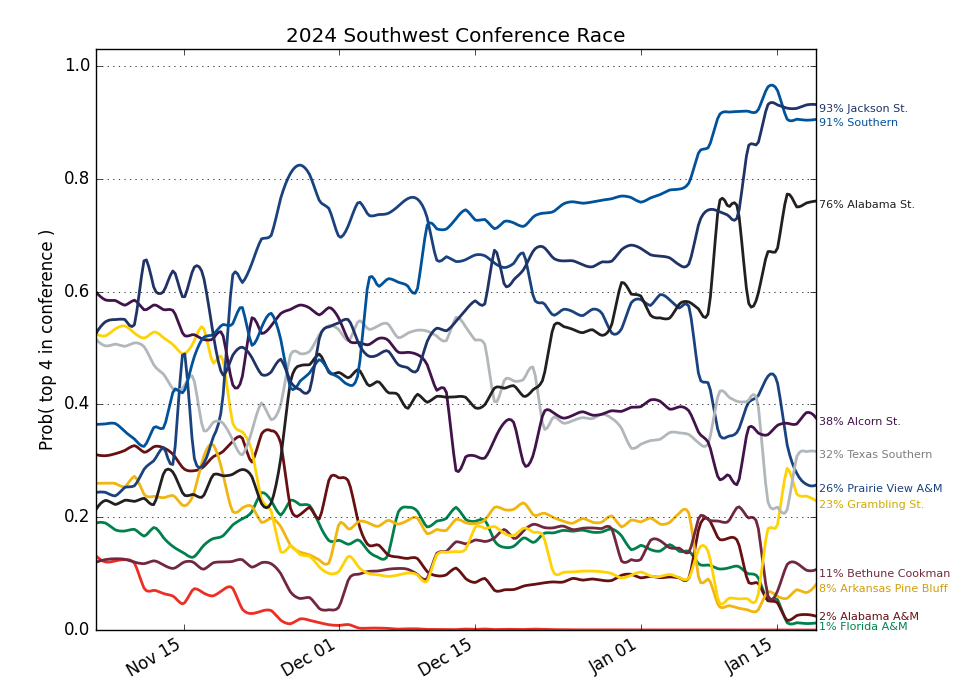 2024 Southwest Conference Race
Prob( top 4 in conference )
1.0
0.8
0.6
0.4
0.2
0.0
Nov 15
Dec 01
Dec 15
Jan 01
Jan 15
93% Jackson St.
91% Southern
76% Alabama St.
38% Alcorn St.
32% Texas Southern
26% Prairie View A&M
23% Grambling St.
11% Bethune Cookman
8% Arkansas Pine Bluff
2% Alabama A&M
1% Florida A&M